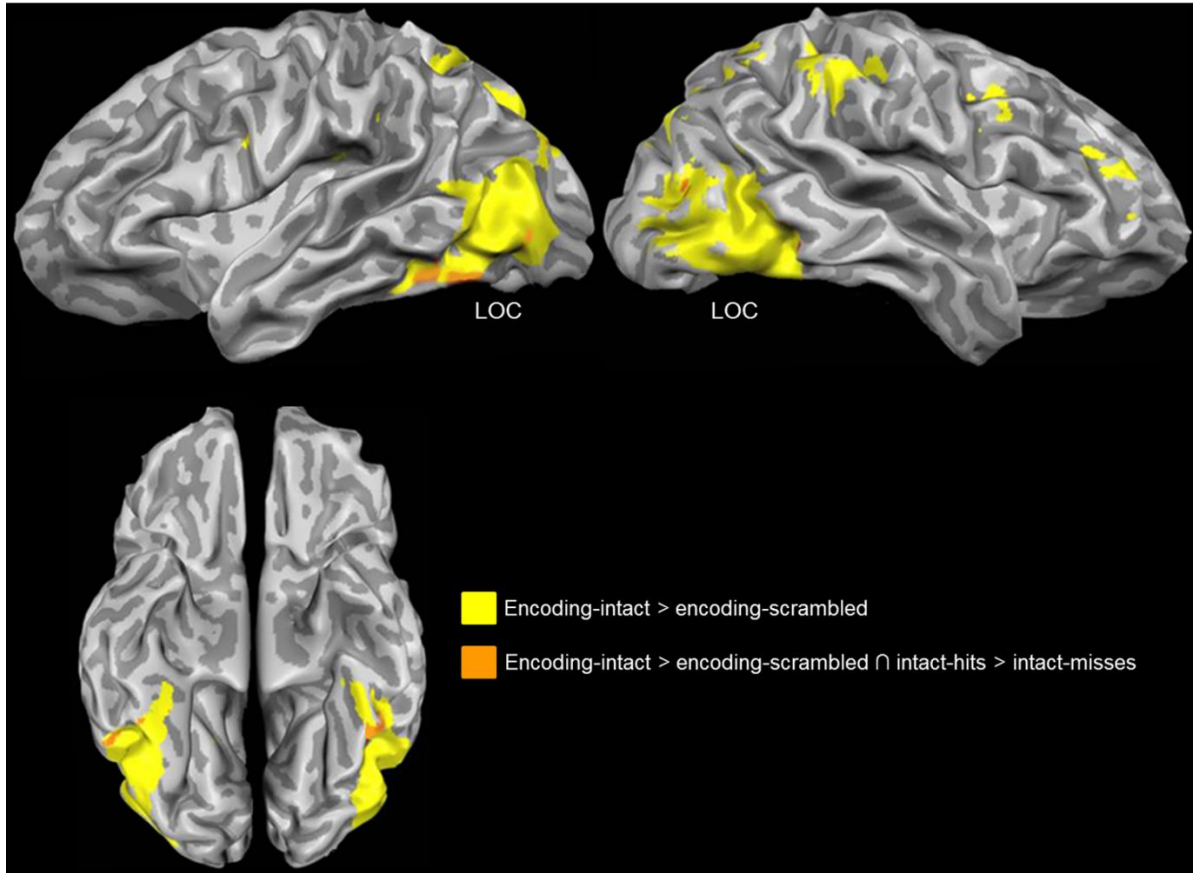 LOC
LOC
Encoding-intact > encoding-scrambled
Encoding-intact > encoding-scrambled ∩ intact-hits > intact-misses